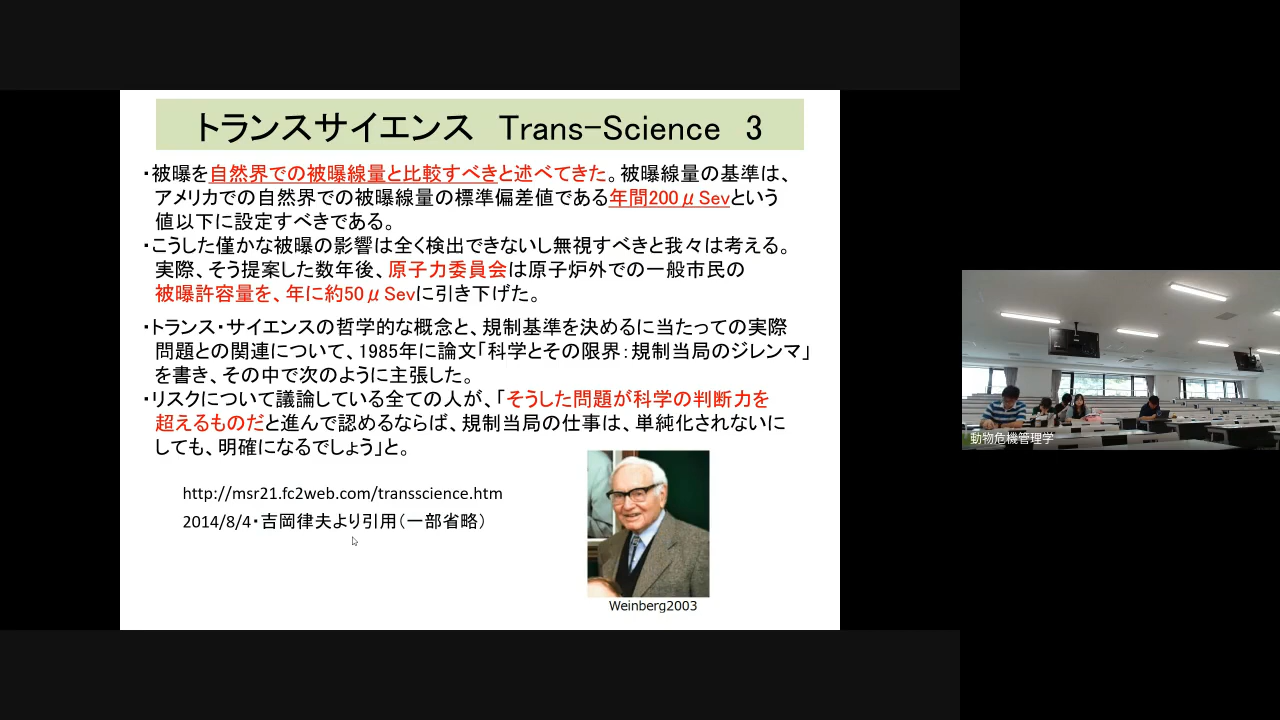 トランスサイエンス Trans-Science 3
・被曝を自然界での被曝線量と比較すべきと述べてきた。被曝線量の基準は、
アメリカでの自然界での被曝線量の標準偏差値である年間200μSevという
値以下に設定すべきである。
・こうした僅かな被曝の影響は全く検出できないし無視すべきと我々は考える。
実際、そう提案した数年後、原子力委員会は原子炉外での一般市民の
被曝許容量を、年に約50μSevに引き下げた。
・トランス・サイエンスの哲学的な概念と、規制基準を決めるに当たっての実際
問題との関連について、1985年に論文「科学とその限界：規制当局のジレンマ」
を書き、その中で次のように主張した。
・リスクについて議論している全ての人が、「そうした問題が科学の判断力を
超えるものだと進んで認めるならば、規制当局の仕事は、単純化されないに
しても、明確になるでしょう」と。
http://msr21.fc2web.com/transscience.htm
2014/8/4・吉岡律夫より引用（一部省略）
Weinberg2003
動物危機管理学